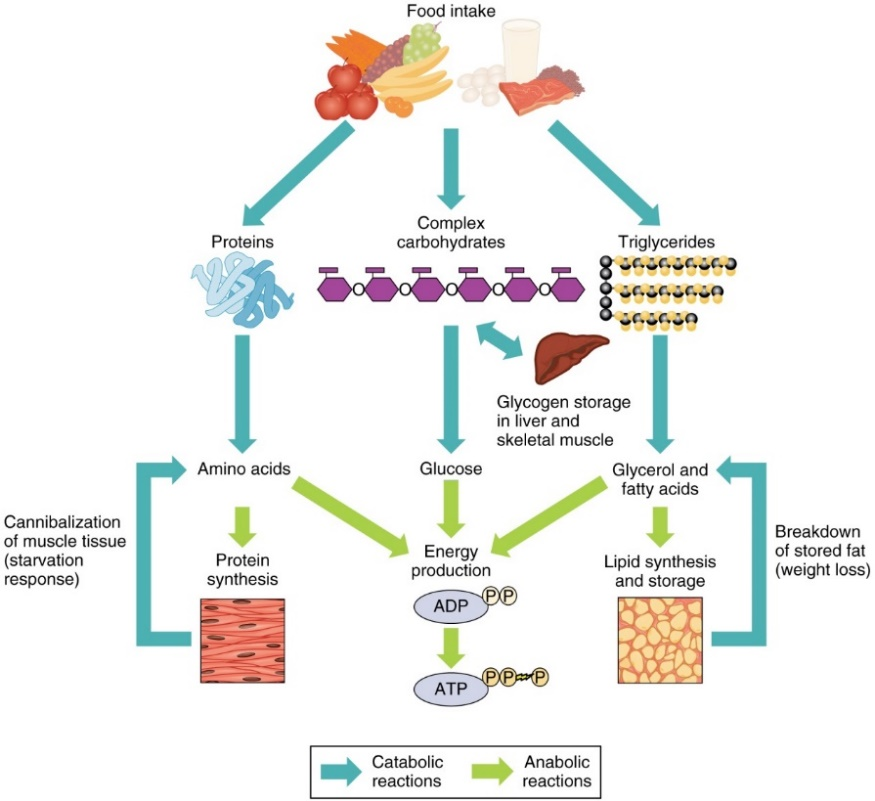 Food intake
Proteins
Complex
carbohydrates
Triglycerides
Glycogen storage
in liver and
skeletal muscle
Amino acids
Glucose
Glycerol and
fatty acids
Cannibalization
of muscle tissue
(starvation
response)
Protein
synthesis
Energy
production
Lipid synthesis
and storage
Breakdown
of stored fat
(weight loss)
ADP P P
ATP P P P
Catabolic
reactions
Anabolic
reactions